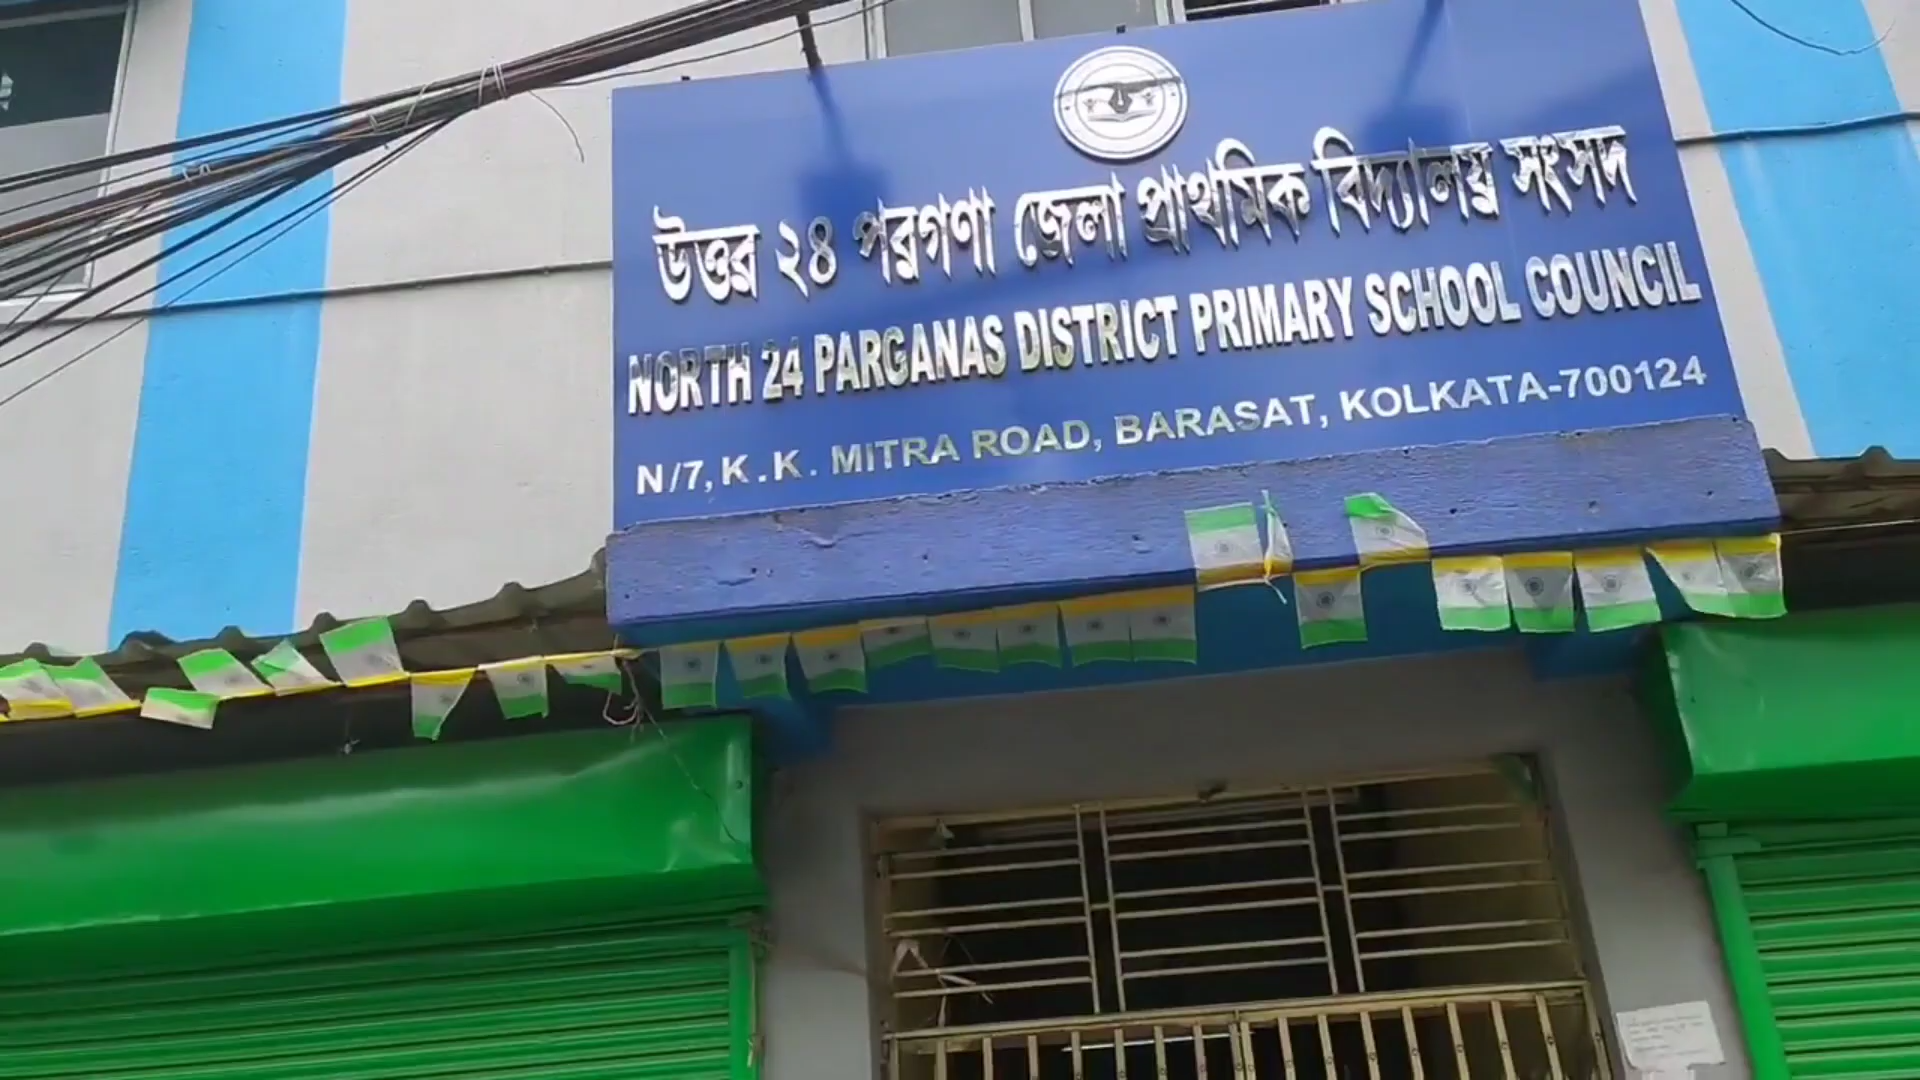 উত্তর ২৪ পরগণা জেলা প্রাথমিক বিদ্যালয় সংসদ
NORTH 24 PARGANAS DISTRICT PRIMARY SCHOOL COUNCIL
N/7, K.K. MITRA ROAD, BARASAT, KOLKATA-700124